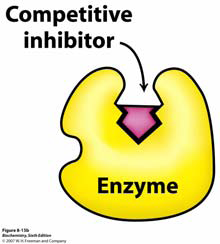 Competitive
inhibitor
Enzyme
Figure 8-15b
Biochemistry, Sixth Edition
© 2007 W.H. Freeman and Company